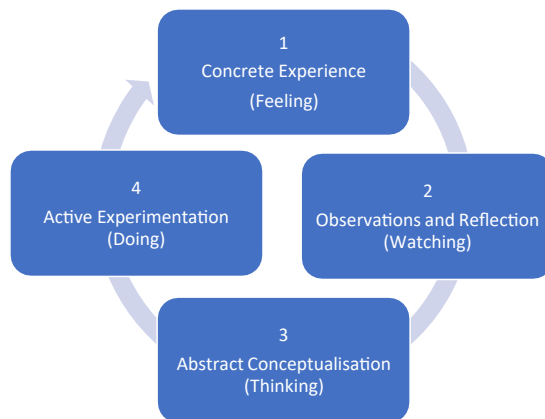 1
Concrete Experience
(Feeling)
2
Observations and Reflection
(Watching)
3
Abstract Conceptualisation
(Thinking)
4
Active Experimentation
(Doing)